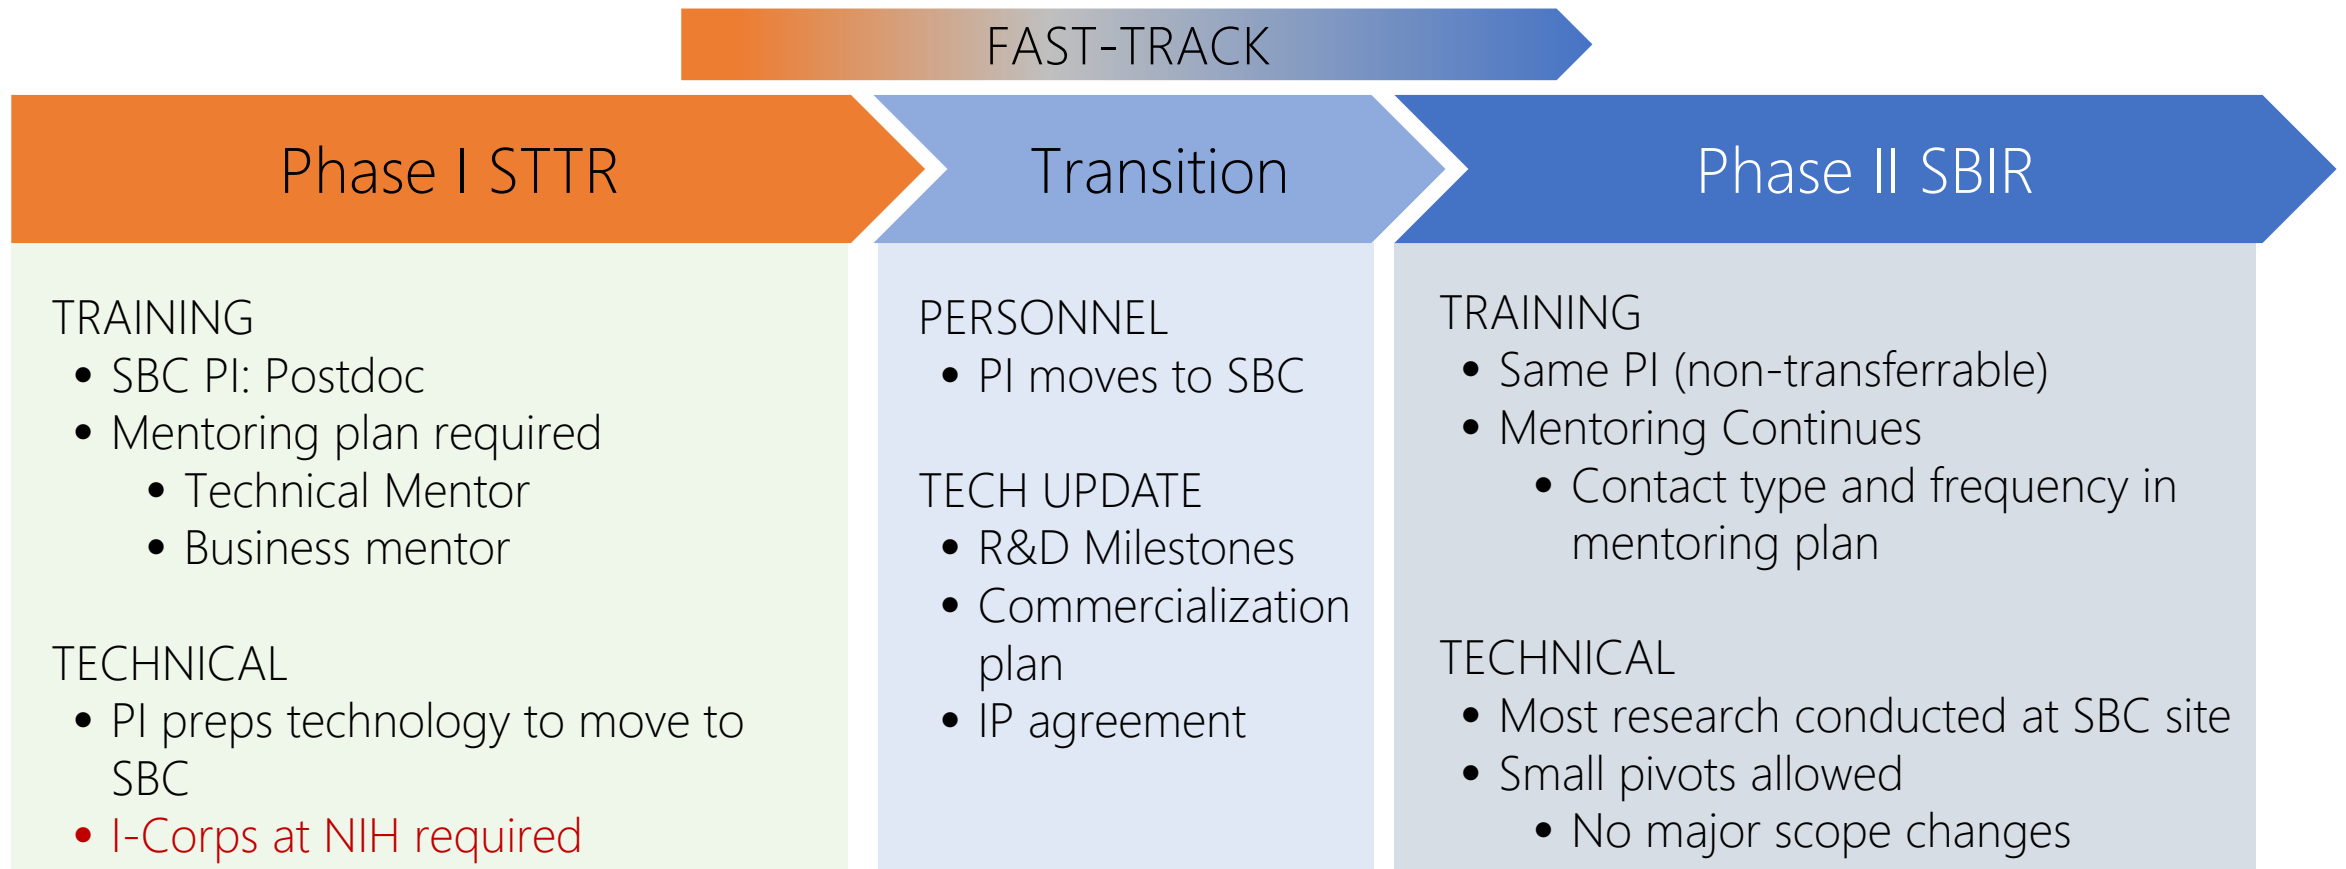 FAST-TRACK
Phase I STTR
Transition
Phase II SBIR
TRAINING
• SBC PI: Postdoc
• Mentoring plan required
• Technical Mentor
• Business mentor
TECHNICAL
• PI preps technology to move to
SBC
• I-Corps at NIH required
PERSONNEL
• PI moves to SBC
TECH UPDATE
• R&D Milestones
• Commercialization
plan
• IP agreement
TRAINING
• Same PI (non-transferrable)
• Mentoring Continues
• Contact type and frequency in
mentoring plan
TECHNICAL
• Most research conducted at SBC site
• Small pivots allowed
• No major scope changes